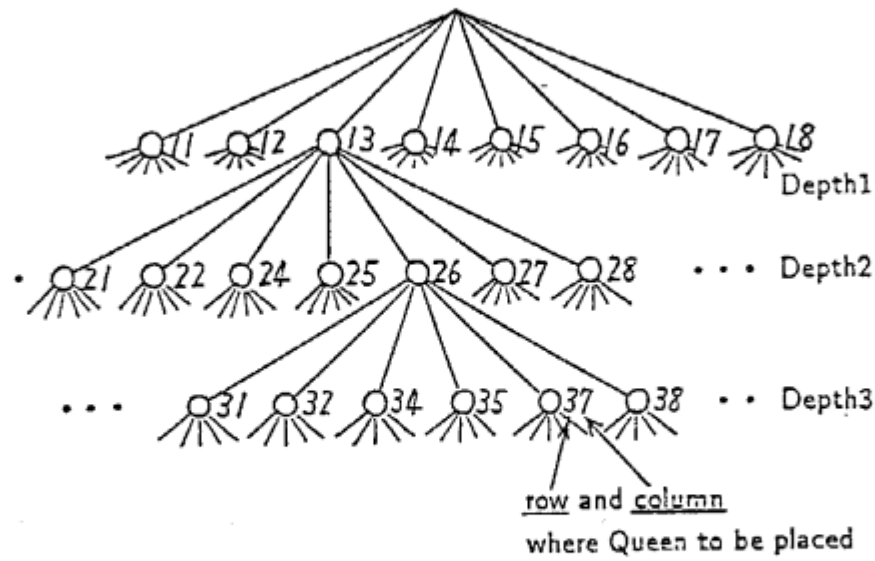 11 12 13 14 15 16 17 18
Depth1
21 22 24 25 26 27 28 • • • Depth2
• • • 31 32 34 35 37 38 • • Depth3
row and column
where Queen to be placed